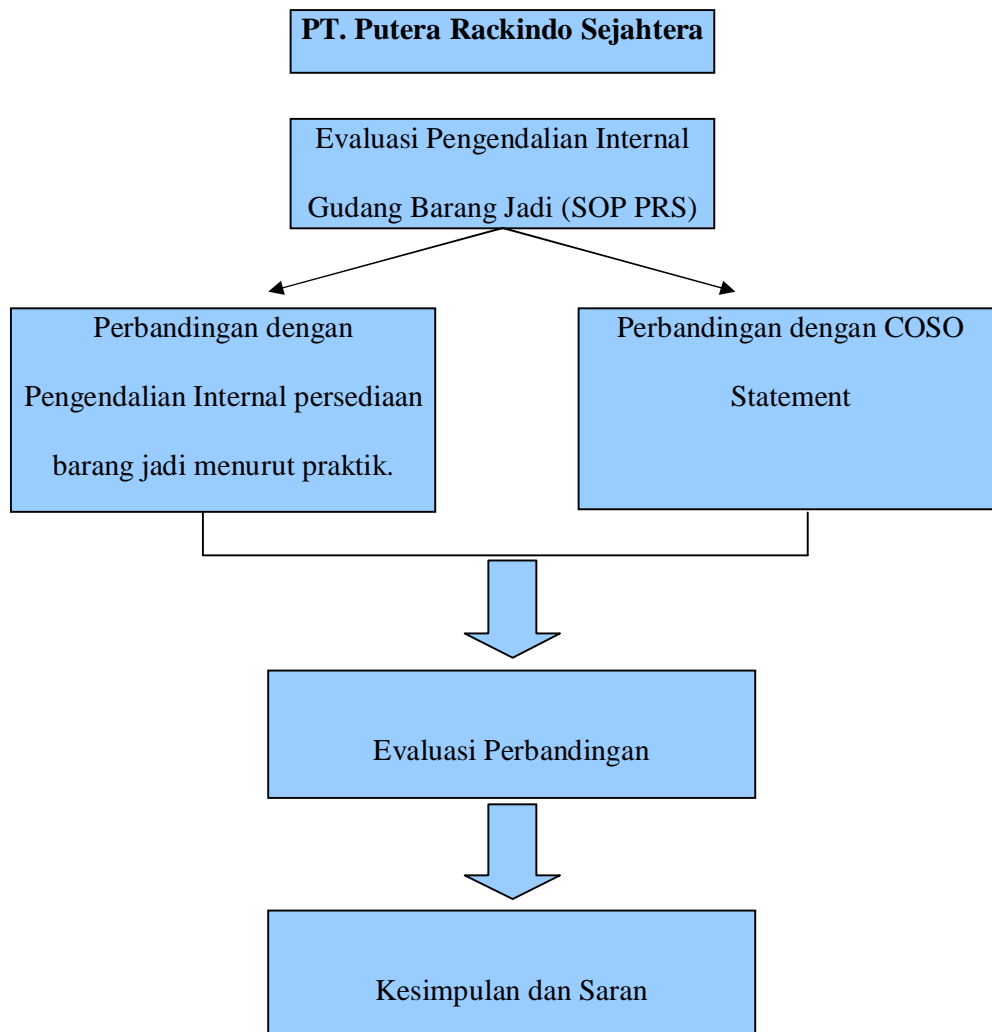 PT. Putera Rackindo Sejahtera
Evaluasi Pengendalian Internal
Gudang Barang Jadi (SOP PRS)
Perbandingan dengan
Pengendalian Internal persediaan
barang jadi menurut praktik.
Perbandingan dengan COSO
Statement
Evaluasi Perbandingan
Kesimpulan dan Saran